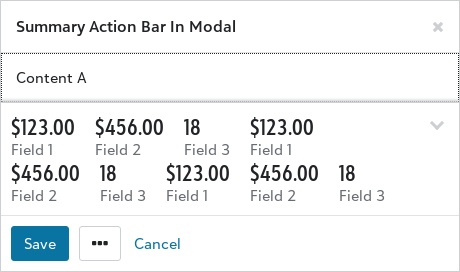 Summary Action Bar In Modal
Content A
$123.00 $456.00 18 $123.00
Field 1 Field 2 Field 3 Field 1
$456.00 18 $123.00 $456.00 18
Field 2 Field 3 Field 1 Field 2 Field 3
Save ••• Cancel